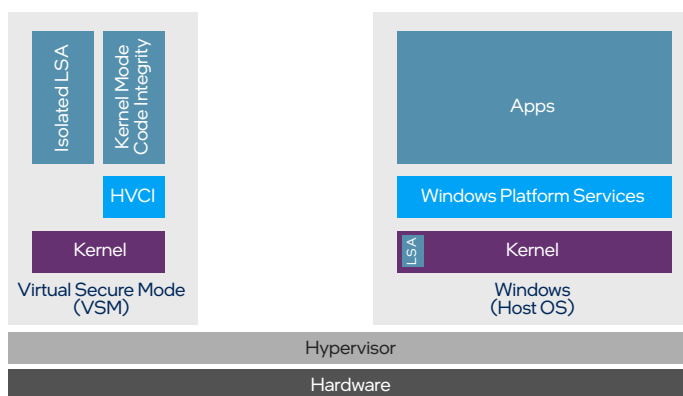 Isolated LSA
Kernel Mode
Code Integrity
HVCI
Kernel
Virtual Secure Mode
(VSM)
Apps
Windows Platform Services
LSA
Kernel
Windows
(Host OS)
Hypervisor
Hardware